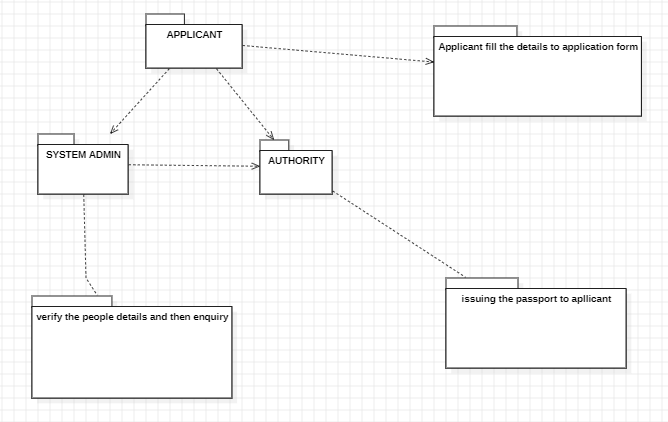 APPLICANT
Applicant fill the details to application form
SYSTEM ADMIN
AUTHORITY
verify the people details and then enquiry
issuing the passport to apllicant